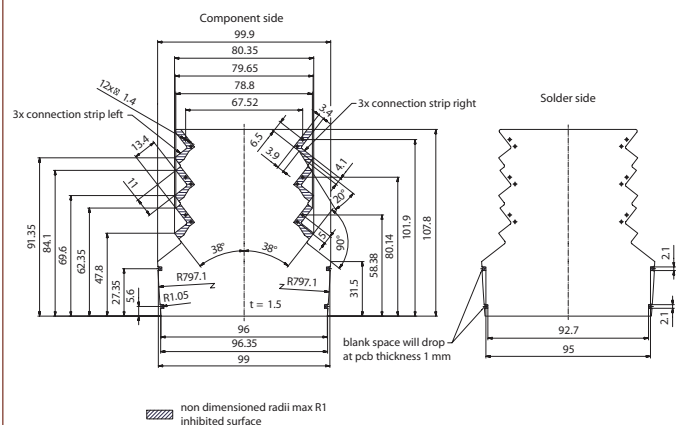 Component side
99.9
80.35
79.65
78.8
67.52
12x⌀ 1.4
3x connection strip left
3x connection strip right
3.4
6.5
3.9
4.1
20°
13.4
11
5
90°
38°
38°
91.35
84.1
69.6
62.35
47.8
27.35
5.6
R797.1
R797.1
R1.05
t = 1.5
31.5
58.38
80.14
101.9
107.8
96
96.35
99
blank space will drop
at pcb thickness 1 mm
non dimensioned radii max R1
inhibited surface
Solder side
2.1
2.1
92.7
95